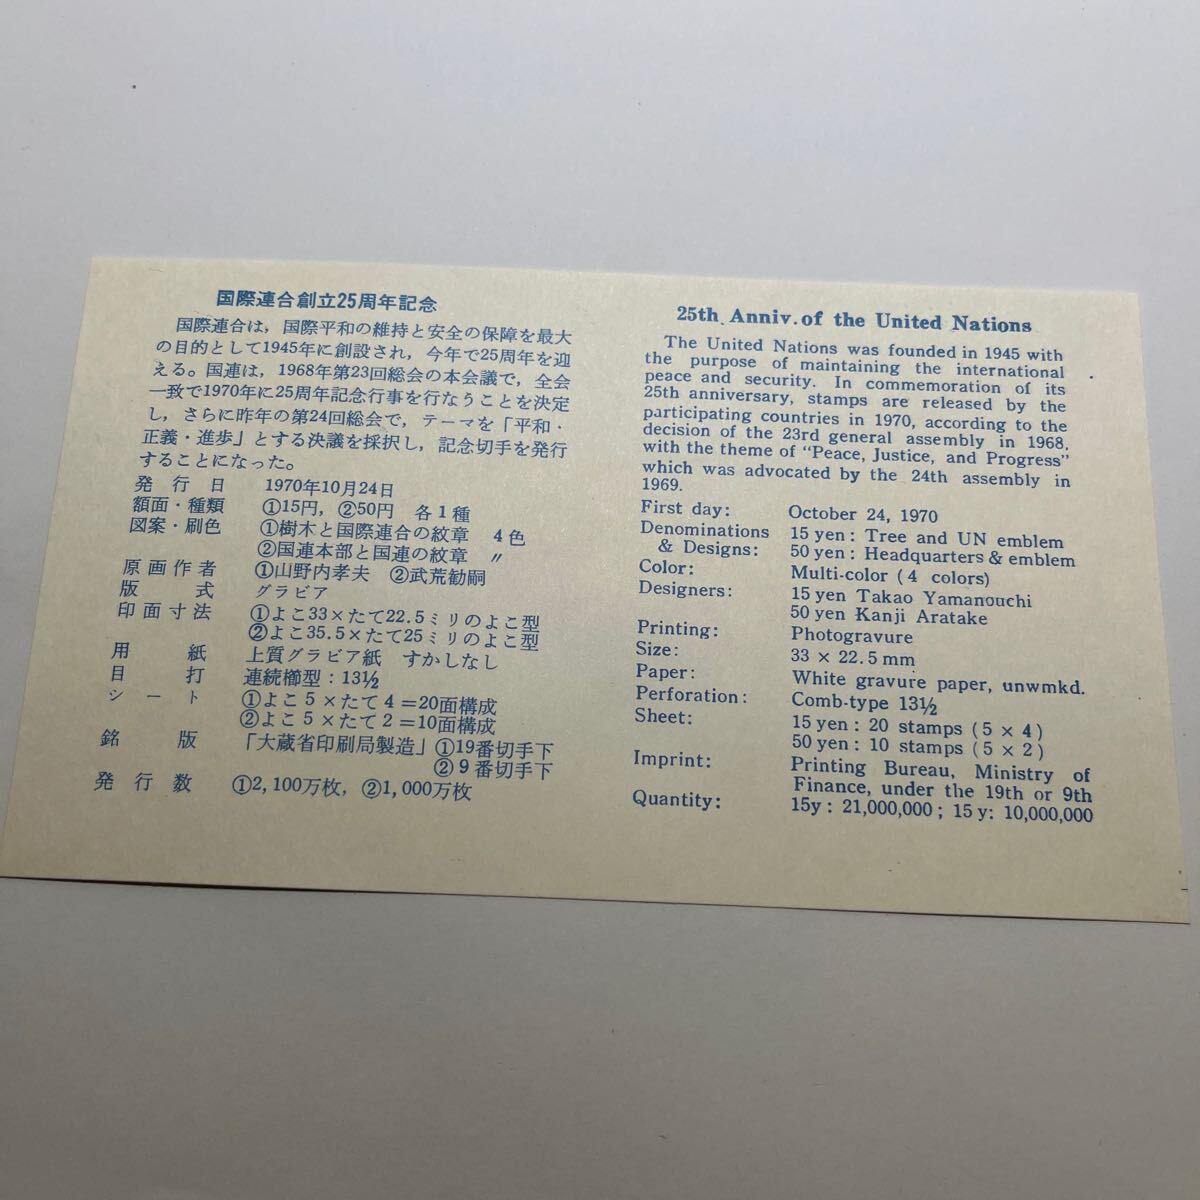 国際連合創立25周年記念
国際連合は，国際平和の維持と安全の保障を最大
の目的として1945年に創設され，今年で25周年を迎
える。国連は，1968年第23回総会の本会議で，全会
一致で1970年に25周年記念行事を行なうことを決定
し，さらに昨年の第24回総会で，テーマを「平和・
正義・進歩」とする決議を採択し，記念切手を発行
することになった。
発行日 1970年10月24日
額面・種類 ①15円，②50円 各1種
図案・刷色 ①樹木と国際連合の紋章 4色
②国連本部と国連の紋章 〃
原画作者 ①山野内孝夫 ②武荒勧嗣
版式 グラビア
印面寸法 ①よこ33×たて22.5ミリのよこ型
②よこ35.5×たて25ミリのよこ型
用紙 上質グラビア紙 すかしなし
目打 連続櫛型：13½
シート ①よこ5×たて4＝20面構成
②よこ5×たて2＝10面構成
銘版 「大蔵省印刷局製造」①19番切手下
②9番切手下
発行数 ①2,100万枚，②1,000万枚
25th. Anniv. of the United Nations
The United Nations was founded in 1945 with
the purpose of maintaining the international
peace and security. In commemoration of its
25th anniversary, stamps are released by the
participating countries in 1970, according to the
decision of the 23rd general assembly in 1968,
with the theme of "Peace, Justice, and Progress"
which was advocated by the 24th assembly in
1969.
First day: October 24, 1970
Denominations 15 yen: Tree and UN emblem
& Designs: 50 yen: Headquarters & emblem
Color: Multi-color (4 colors)
Designers: 15 yen Takao Yamanouchi
50 yen Kanji Aratake
Printing: Photogravure
Size: 33 × 22.5 mm
Paper: White gravure paper, unwmkd.
Perforation: Comb-type 13½
Sheet: 15 yen: 20 stamps (5 × 4)
50 yen: 10 stamps (5 × 2)
Imprint: Printing Bureau, Ministry of
Finance, under the 19th or 9th
Quantity: 15y: 21,000,000; 15 y: 10,000,000